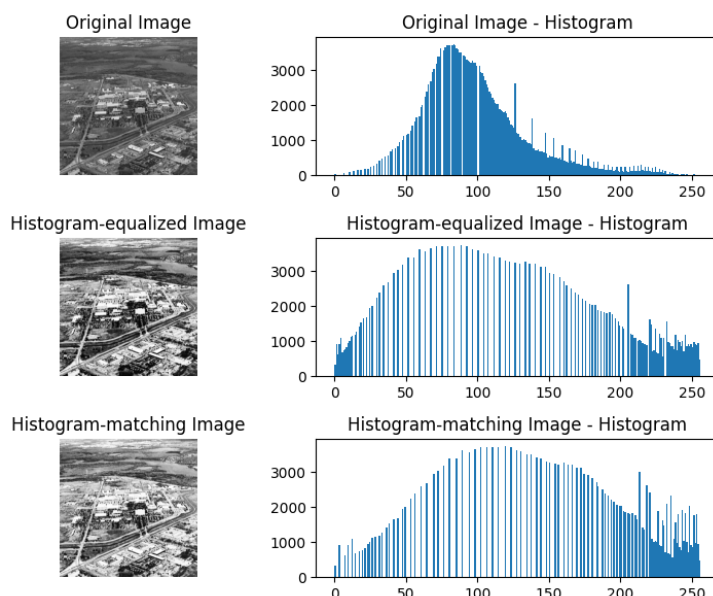 Original Image
Original Image - Histogram
3000
2000
1000
0
0 50 100 150 200 250
Histogram-equalized Image
Histogram-equalized Image - Histogram
3000
2000
1000
0
0 50 100 150 200 250
Histogram-matching Image
Histogram-matching Image - Histogram
3000
2000
1000
0
0 50 100 150 200 250